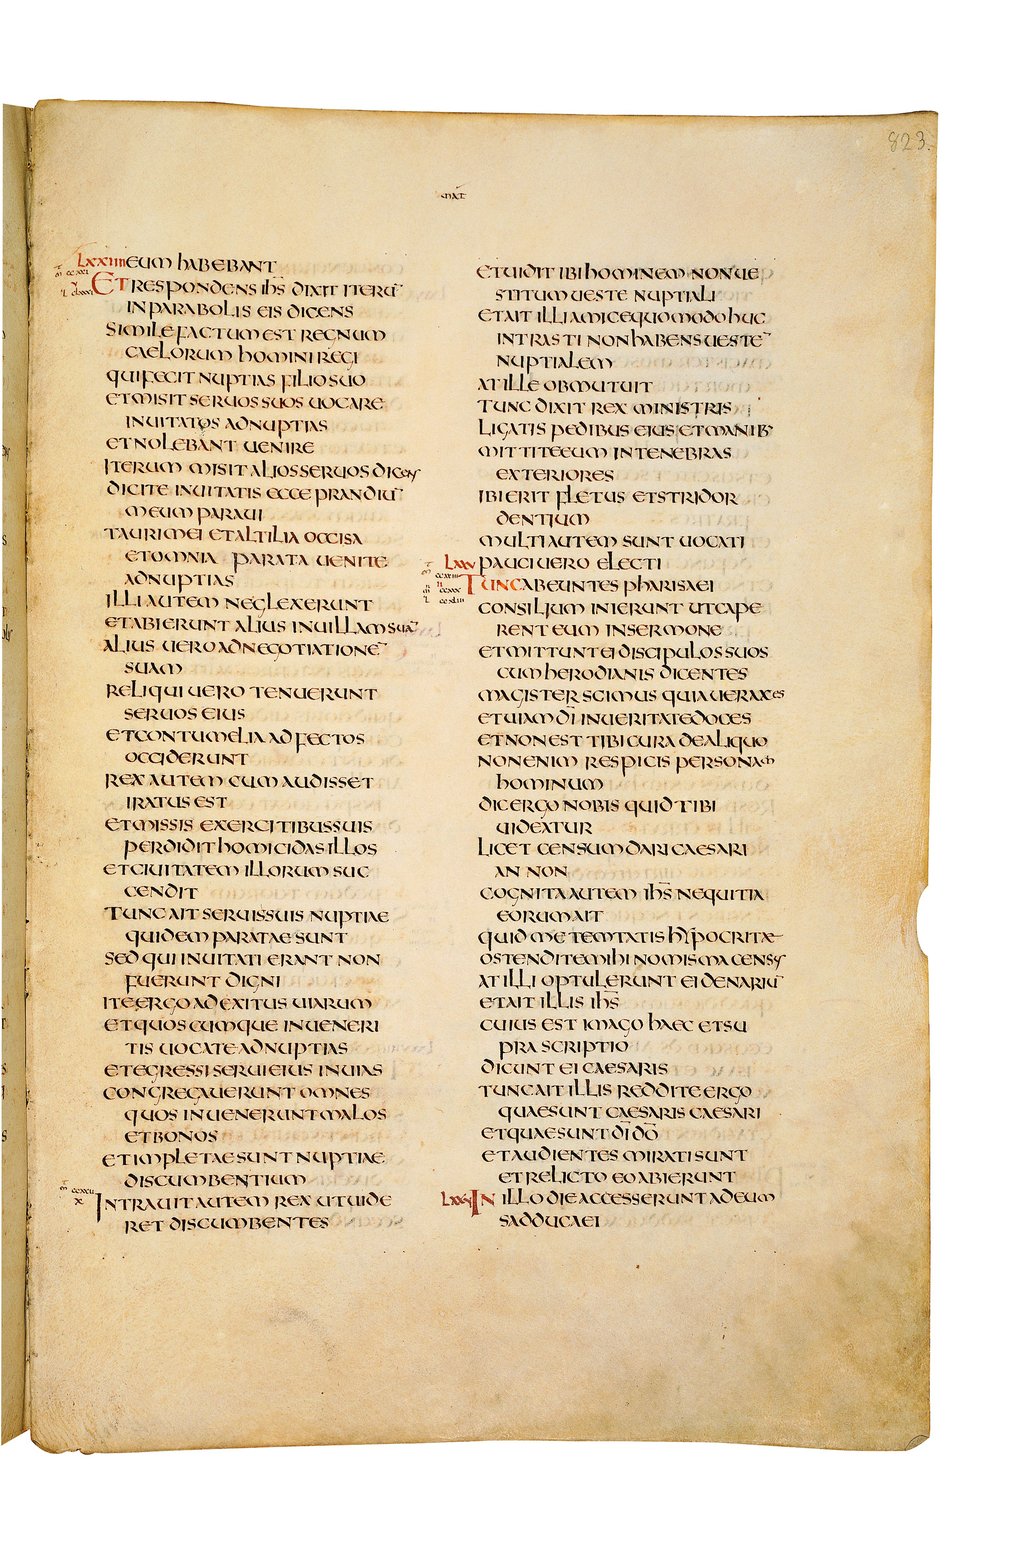 823.
MAT
LXXIIII EUM HABEBANT
ET RESPONDENS IHS DIXIT ITERU̅
IN PARABOLIS EIS DICENS
SIMILE FACTUM EST REGNUM
CAELORUM HOMINI REGI
QUI FECIT NUPTIAS FILIO SUO
ET MISIT SERUOS SUOS UOCARE
INUITATOS AD NUPTIAS
ET NOLEBANT UENIRE
ITERUM MISIT ALIOS SERUOS DICENS
DICITE INUITATIS ECCE PRANDIU̅
MEUM PARAUI
TAURI MEI ET ALTILIA OCCISA
ET OMNIA PARATA UENITE
AD NUPTIAS
ILLI AUTEM NEGLEXERUNT
ET ABIERUNT ALIUS IN UILLAM SUA̅
ALIUS UERO AD NEGOTIATIONE̅
SUAM
RELIQUI UERO TENUERUNT
SERUOS EIUS
ET CONTUMELIA ADFECTOS
OCCIDERUNT
REX AUTEM CUM AUDISSET
IRATUS EST
ET MISSIS EXERCITIBUS SUIS
PERDIDIT HOMICIDAS ILLOS
ET CIUITATEM ILLORUM SUC
CENDIT
TUNC AIT SERUIS SUIS NUPTIAE
QUIDEM PARATAE SUNT
SED QUI INUITATI ERANT NON
FUERUNT DIGNI
ITE ERGO AD EXITUS UIARUM
ET QUOSCUMQUE INUENERI
TIS UOCATE AD NUPTIAS
ET EGRESSI SERUI EIUS IN UIAS
CONGREGAUERUNT OMNES
QUOS INUENERUNT MALOS
ET BONOS
ET IMPLETAE SUNT NUPTIAE
DISCUMBENTIUM
INTRAUIT AUTEM REX UT UIDE
RET DISCUMBENTES
ET UIDIT IBI HOMINEM NON UE
STITUM UESTE NUPTIALI
ET AIT ILLI AMICE QUOMODO HUC
INTRASTI NON HABENS UESTE̅
NUPTIALEM
AT ILLE OBMUTUIT
TUNC DIXIT REX MINISTRIS
LIGATIS PEDIBUS EIUS ET MANIB
MITTITE EUM IN TENEBRAS
EXTERIORES
IBI ERIT FLETUS ET STRIDOR
DENTIUM
MULTI AUTEM SUNT UOCATI
LXXV PAUCI UERO ELECTI
TUNC ABEUNTES PHARISAEI
CONSILIUM INIERUNT UT CAPE
RENT EUM IN SERMONE
ET MITTUNT EI DISCIPULOS SUOS
CUM HERODIANIS DICENTES
MAGISTER SCIMUS QUIA UERAX ES
ET UIAM DI̅ IN UERITATE DOCES
ET NON EST TIBI CURA DE ALIQUO
NON ENIM RESPICIS PERSONAM
HOMINUM
DIC ERGO NOBIS QUID TIBI
UIDEATUR
LICET CENSUM DARI CAESARI
AN NON
COGNITA AUTEM IHS NEQUITIA
EORUM AIT
QUID ME TEMTATIS HYPOCRITAE
OSTENDITE MIHI NOMISMA CENSUS
AT ILLI OPTULERUNT EI DENARIU̅
ET AIT ILLIS IHS
CUIUS EST IMAGO HAEC ET SU
PRASCRIPTIO
DICUNT EI CAESARIS
TUNC AIT ILLIS REDDITE ERGO
QUAE SUNT CAESARIS CAESARI
ET QUAE SUNT DI̅ DO̅
ET AUDIENTES MIRATI SUNT
ET RELICTO EO ABIERUNT
LXXVI IN ILLO DIE ACCESSERUNT AD EUM
SADDUCAEI